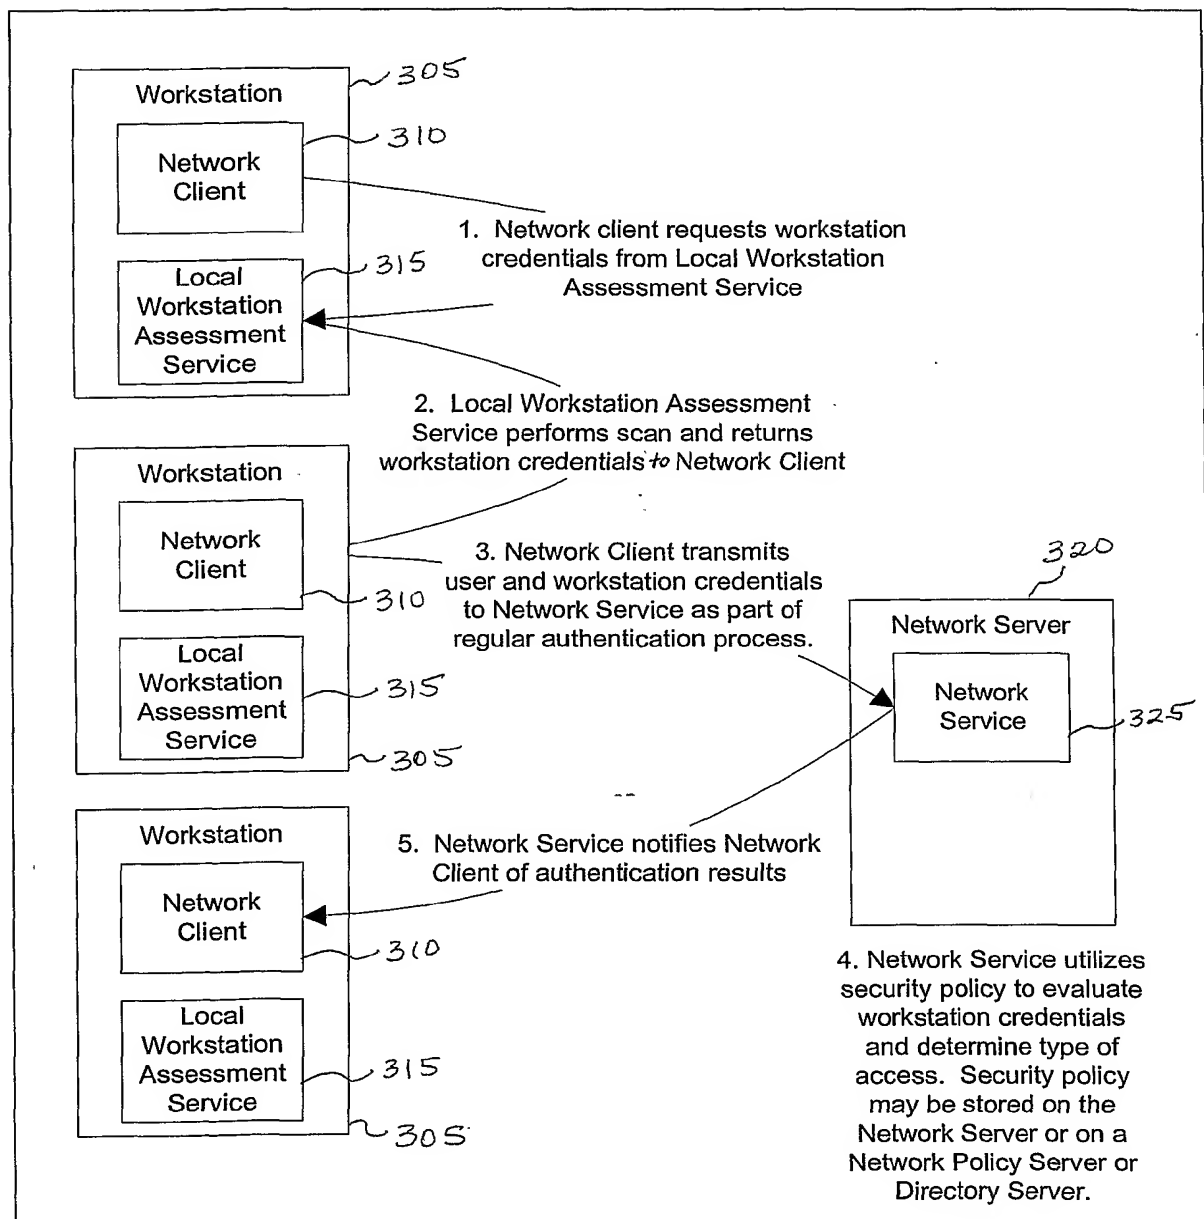 Workstation
305
Network
Client
310
Local
Workstation
Assessment
Service
315
1. Network client requests workstation
credentials from Local Workstation
Assessment Service
2. Local Workstation Assessment
Service performs scan and returns
workstation credentials to Network Client
Workstation
Network
Client
310
Local
Workstation
Assessment
Service
315
305
3. Network Client transmits
user and workstation credentials
to Network Service as part of
regular authentication process.
320
Network Server
Network
Service
325
Workstation
Network
Client
310
Local
Workstation
Assessment
Service
315
305
5. Network Service notifies Network
Client of authentication results
4. Network Service utilizes
security policy to evaluate
workstation credentials
and determine type of
access. Security policy
may be stored on the
Network Server or on a
Network Policy Server or
Directory Server.